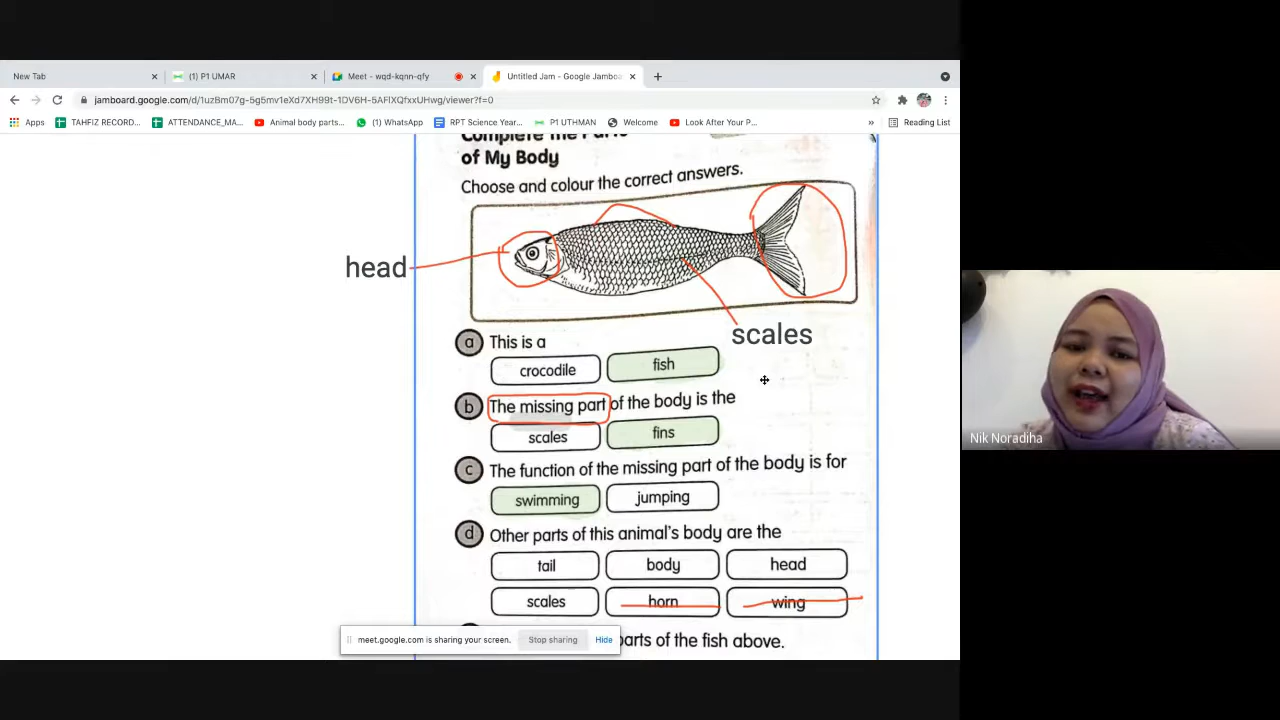 New Tab
(1) P1 UMAR
Meet - wqd-kqnn-qfy
Untitled Jam - Google Jamboa
jamboard.google.com/d/1uzBm07g-5g5mv1eXd7XH99t-1DV6H-5AFlXQfxxUHwg/viewer?f=0
Apps
TAHFIZ RECORD...
ATTENDANCE_MA...
Animal body parts...
(1) WhatsApp
RPT Science Year...
P1 UTHMAN
Welcome
Look After Your P...
»
Reading List
Complete the Parts
of My Body
Choose and colour the correct answers.
head
scales
a This is a
crocodile fish
b The missing part of the body is the
scales fins
c The function of the missing part of the body is for
swimming jumping
d Other parts of this animal's body are the
tail body head
scales horn wing
parts of the fish above.
meet.google.com is sharing your screen. Stop sharing Hide
Nik Noradiha